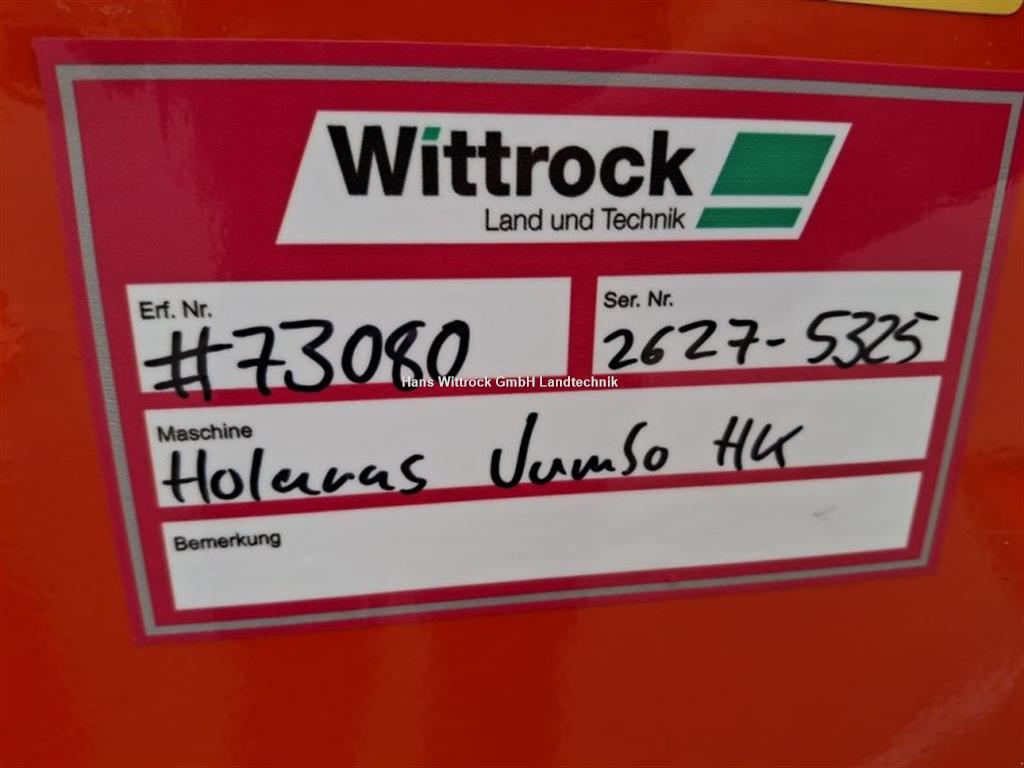 Wittrock
Land und Technik
Erf. Nr.
#73080
Ser. Nr.
2627-5325
Hans Wittrock GmbH Landtechnik
Maschine
Holaras Jumbo HK
Bemerkung